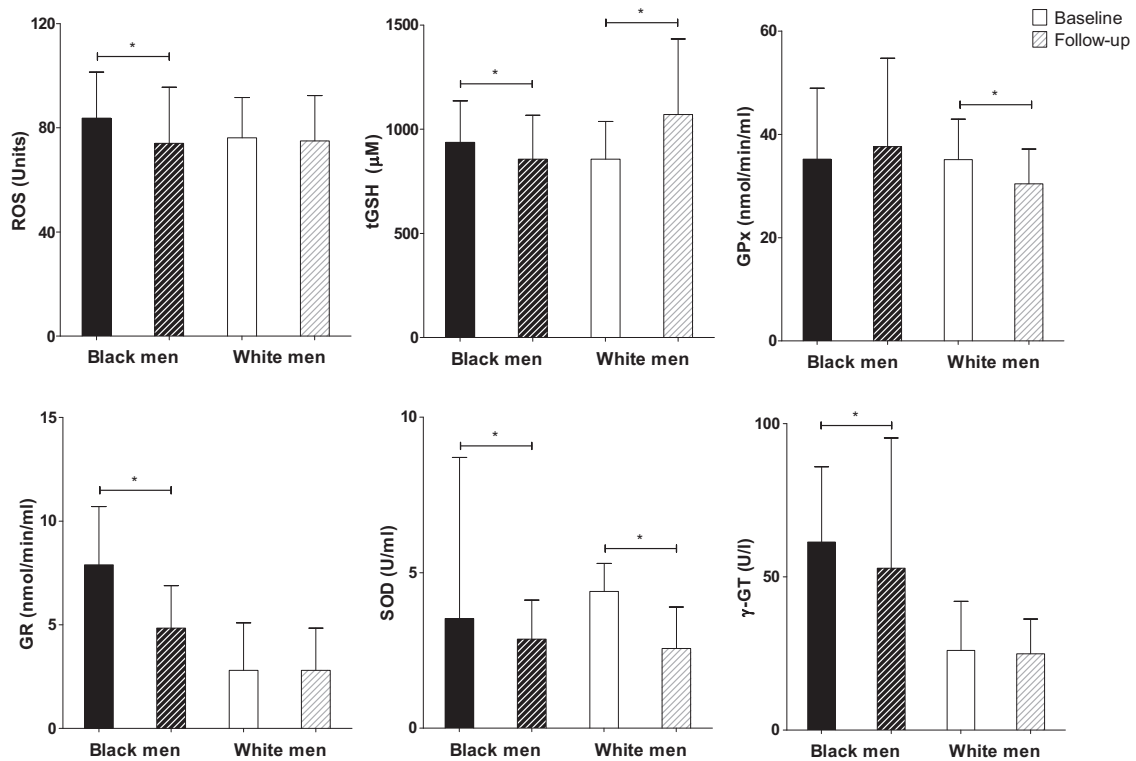 Baseline
Follow-up
ROS (Units)
120
80
40
0
*
Black men
White men
tGSH (µM)
1500
1000
500
0
*
*
Black men
White men
GPx (nmol/min/ml)
60
40
20
0
*
Black men
White men
GR (nmol/min/ml)
15
10
5
0
*
Black men
White men
SOD (U/ml)
10
5
0
*
*
Black men
White men
γ-GT (U/l)
100
50
0
*
Black men
White men